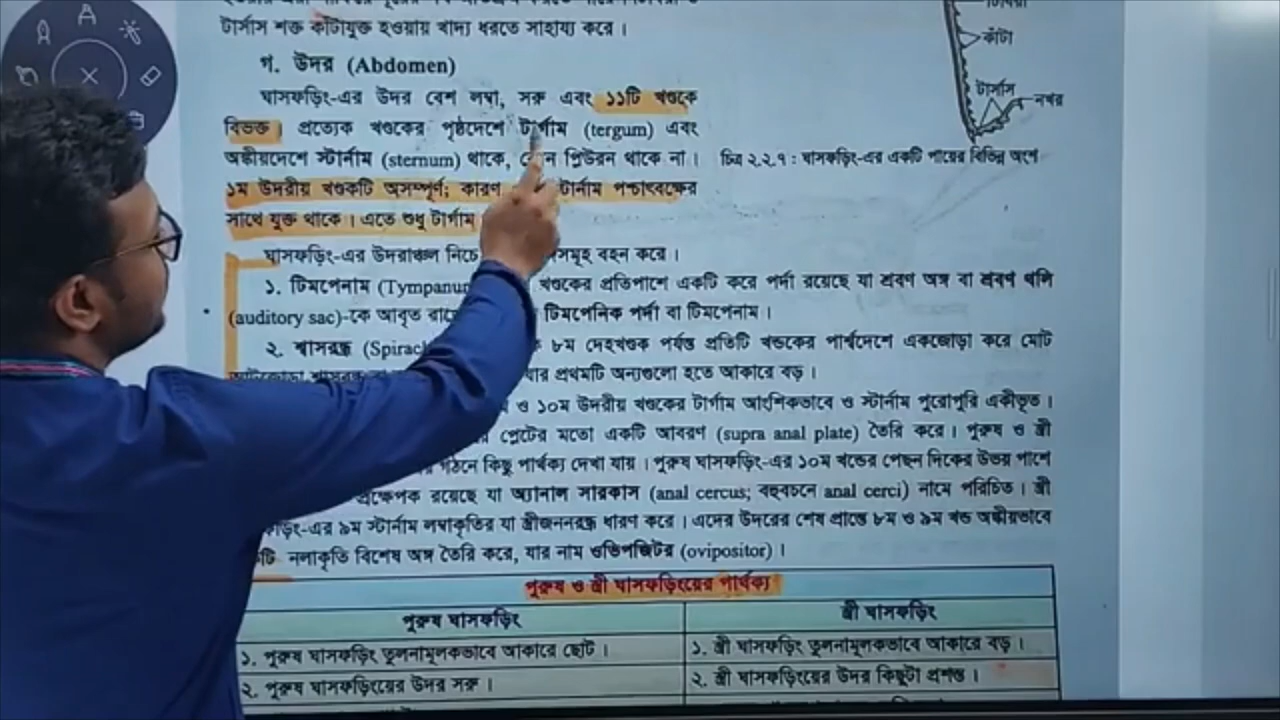 টার্সাস শক্ত কাঁটাযুক্ত হওয়ায় খাদ্য ধরতে সাহায্য করে ।
গ. উদর (Abdomen)
ঘাসফড়িং-এর উদর বেশ লম্বা, সরু এবং ১১টি খণ্ডকে
বিভক্ত । প্রত্যেক খণ্ডকের পৃষ্ঠদেশে টার্গাম (tergum) এবং
অঙ্কীয়দেশে স্টার্নাম (sternum) থাকে, কোন প্লিউরন থাকে না ।
১ম উদরীয় খণ্ডকটি অসম্পূর্ণ; কারণ স্টার্নাম পশ্চাৎবক্ষের
সাথে যুক্ত থাকে । এতে শুধু টার্গাম
কাঁটা
টার্সাস
নখর
চিত্র ২.২.৭ : ঘাসফড়িং-এর একটি পায়ের বিভিন্ন অংশ
ঘাসফড়িং-এর উদরাঞ্চল নিচে বহন করে ।
১. টিমপেনাম খণ্ডকের প্রতিপাশে একটি করে পর্দা রয়েছে যা শ্রবণ অঙ্গ বা শ্রবণ থলি
(auditory sac)-কে আবৃত টিমপেনিক পর্দা বা টিমপেনাম ।
২. শ্বাসরন্ধ্র ৮ম দেহখণ্ডক পর্যন্ত প্রতিটি খন্ডকের পার্শ্বদেশে একজোড়া করে মোট
যার প্রথমটি অন্যগুলো হতে আকারে বড় ।
ও ১০ম উদরীয় খণ্ডকের টার্গাম আংশিকভাবে ও স্টার্নাম পুরোপুরি একীভূত ।
প্লেটের মতো একটি আবরণ (supra anal plate) তৈরি করে । পুরুষ ও স্ত্রী
গঠনে কিছু পার্থক্য দেখা যায় । পুরুষ ঘাসফড়িং-এর ১০ম খন্ডের পেছন দিকের উভয় পাশে
প্রক্ষেপক রয়েছে যা অ্যানাল সারকাস (anal cercus; বহুবচনে anal cerci) নামে পরিচিত । স্ত্রী
৯ম স্টার্নাম লম্বাকৃতির যা স্ত্রীজননরন্ধ্র ধারণ করে । এদের উদরের শেষ প্রান্তে ৮ম ও ৯ম খন্ড অঙ্কীয়ভাবে
নলাকৃতি বিশেষ অঙ্গ তৈরি করে, যার নাম ওভিপজিটর (ovipositor) ।
পুরুষ ও স্ত্রী ঘাসফড়িংয়ের পার্থক্য
পুরুষ ঘাসফড়িং
স্ত্রী ঘাসফড়িং
১. পুরুষ ঘাসফড়িং তুলনামূলকভাবে আকারে ছোট ।
১. স্ত্রী ঘাসফড়িং তুলনামূলকভাবে আকারে বড় ।
২. পুরুষ ঘাসফড়িংয়ের উদর সরু ।
২. স্ত্রী ঘাসফড়িংয়ের উদর কিছুটা প্রশস্ত ।